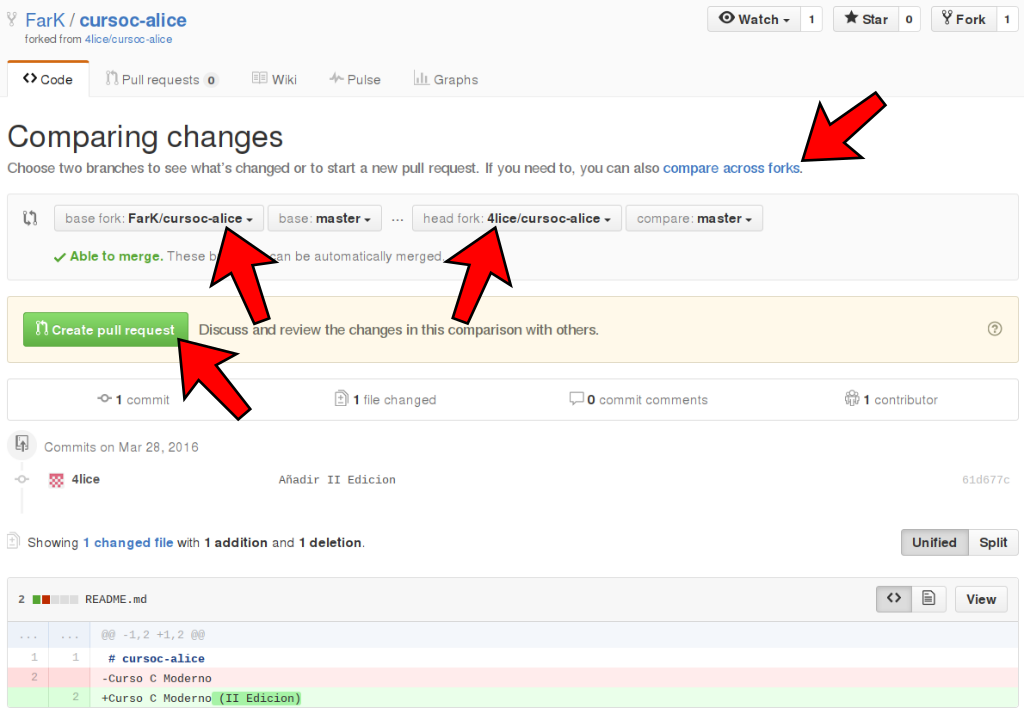 FarK / cursoc-alice Watch 1 Star 0 Fork 1
forked from 4lice/cursoc-alice
Code Pull requests 0 Wiki Pulse Graphs
Comparing changes
Choose two branches to see what's changed or to start a new pull request. If you need to, you can also compare across forks.
base fork: FarK/cursoc-alice base: master ... head fork: 4lice/cursoc-alice compare: master
Able to merge. These can be automatically merged.
Create pull request Discuss and review the changes in this comparison with others. ?
1 commit 1 file changed 0 commit comments 1 contributor
Commits on Mar 28, 2016
4lice Añadir II Edicion 61d677c
Showing 1 changed file with 1 addition and 1 deletion. Unified Split
2 README.md <> View
... ... @@ -1,2 +1,2 @@
1 1 # cursoc-alice
2 -Curso C Moderno
2 +Curso C Moderno (II Edicion)